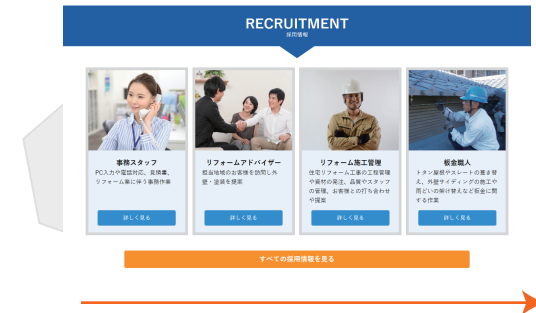 RECRUITMENT
採用情報
事務スタッフ
PC入力や電話対応、見積書、
リフォーム業に伴う事務作業
詳しく見る
リフォームアドバイザー
担当地域のお客様を訪問し外
壁・塗装を提案
詳しく見る
リフォーム施工管理
住宅リフォーム工事の工程管理
や資材の発注、品質やスタッフ
の管理、お客様との打ち合わせ
や提案
詳しく見る
板金職人
トタン屋根やスレートの葺き替
え、外壁サイディングの施工や
雨どいの掛け替えなど板金に関
する作業
詳しく見る
すべての採用情報を見る